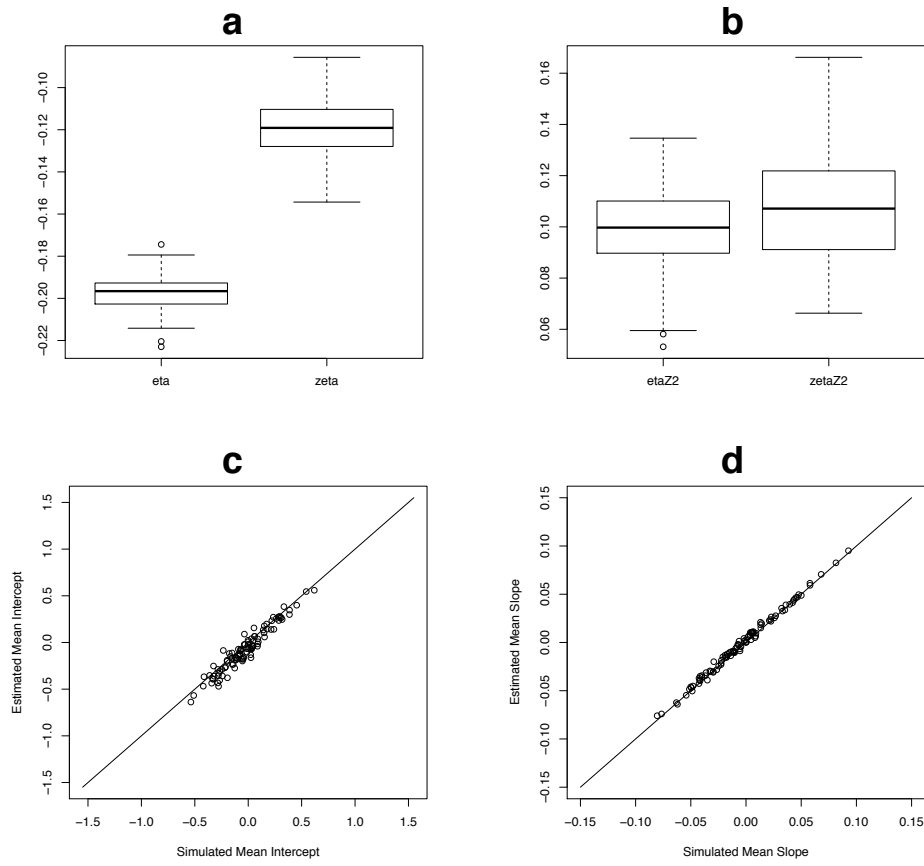 a
−0.10
−0.12
−0.14
−0.16
−0.18
−0.20
−0.22
eta
zeta
b
0.16
0.14
0.12
0.10
0.08
0.06
etaZ2
zetaZ2
c
Estimated Mean Intercept
1.5
1.0
0.5
0.0
−0.5
−1.0
−1.5
−1.5 −1.0 −0.5 0.0 0.5 1.0 1.5
Simulated Mean Intercept
d
Estimated Mean Slope
0.15
0.10
0.05
0.00
−0.05
−0.10
−0.15
−0.15 −0.10 −0.05 0.00 0.05 0.10 0.15
Simulated Mean Slope